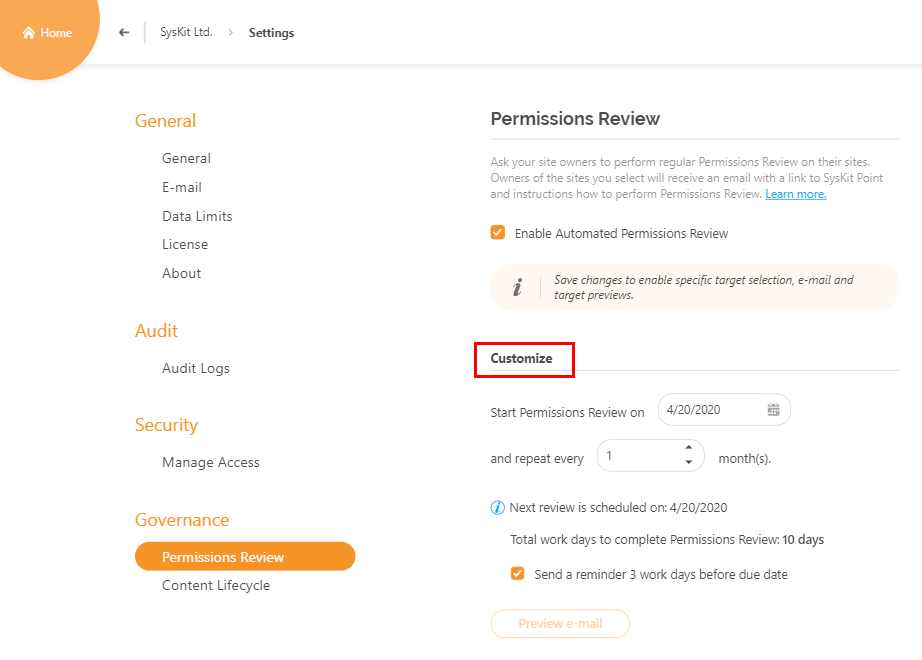 Home
SysKit Ltd. > Settings
General
General
E-mail
Data Limits
License
About
Audit
Audit Logs
Security
Manage Access
Governance
Permissions Review
Content Lifecycle
Permissions Review
Ask your site owners to perform regular Permissions Review on their sites.
Owners of the sites you select will receive an email with a link to SysKit Point
and instructions how to perform Permissions Review. Learn more.
Enable Automated Permissions Review
i
Save changes to enable specific target selection, e-mail and
target previews.
Customize
Start Permissions Review on 4/20/2020
and repeat every 1 month(s).
i Next review is scheduled on: 4/20/2020
Total work days to complete Permissions Review: 10 days
Send a reminder 3 work days before due date
Preview e-mail